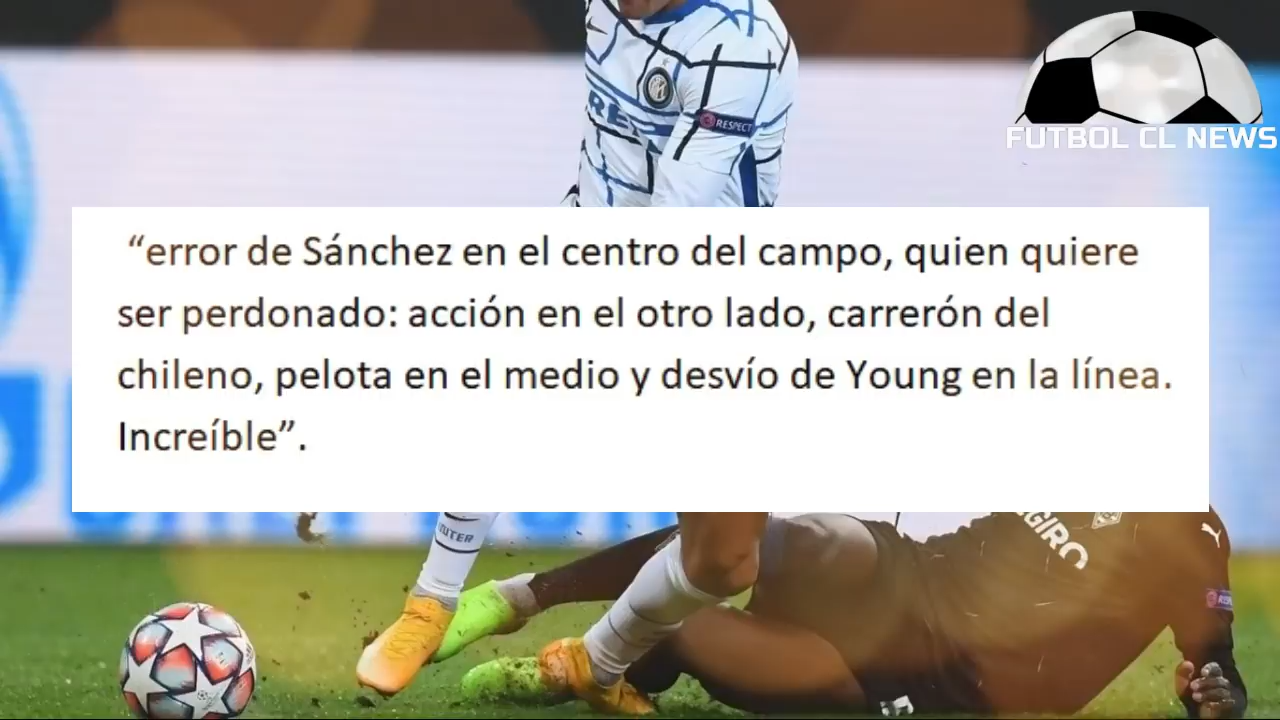 RESPECT
FUTBOL CL NEWS
“error de Sánchez en el centro del campo, quien quiere
ser perdonado: acción en el otro lado, carrerón del
chileno, pelota en el medio y desvío de Young en la línea.
Increíble”.
INTER